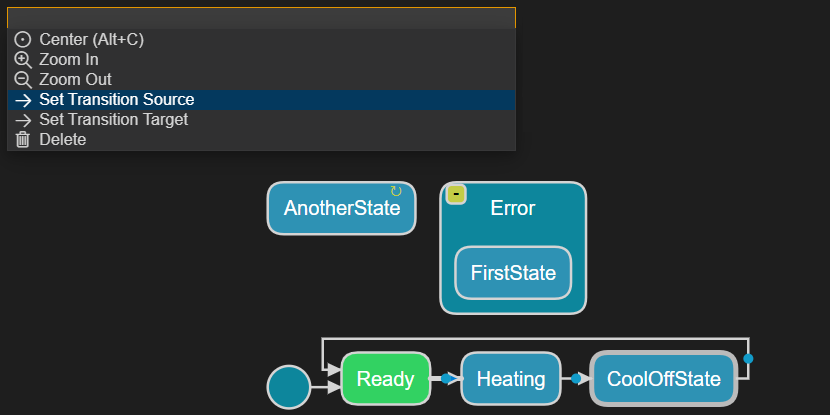 Center (Alt+C)
Zoom In
Zoom Out
Set Transition Source
Set Transition Target
Delete
AnotherState
-
Error
FirstState
Ready
Heating
CoolOffState